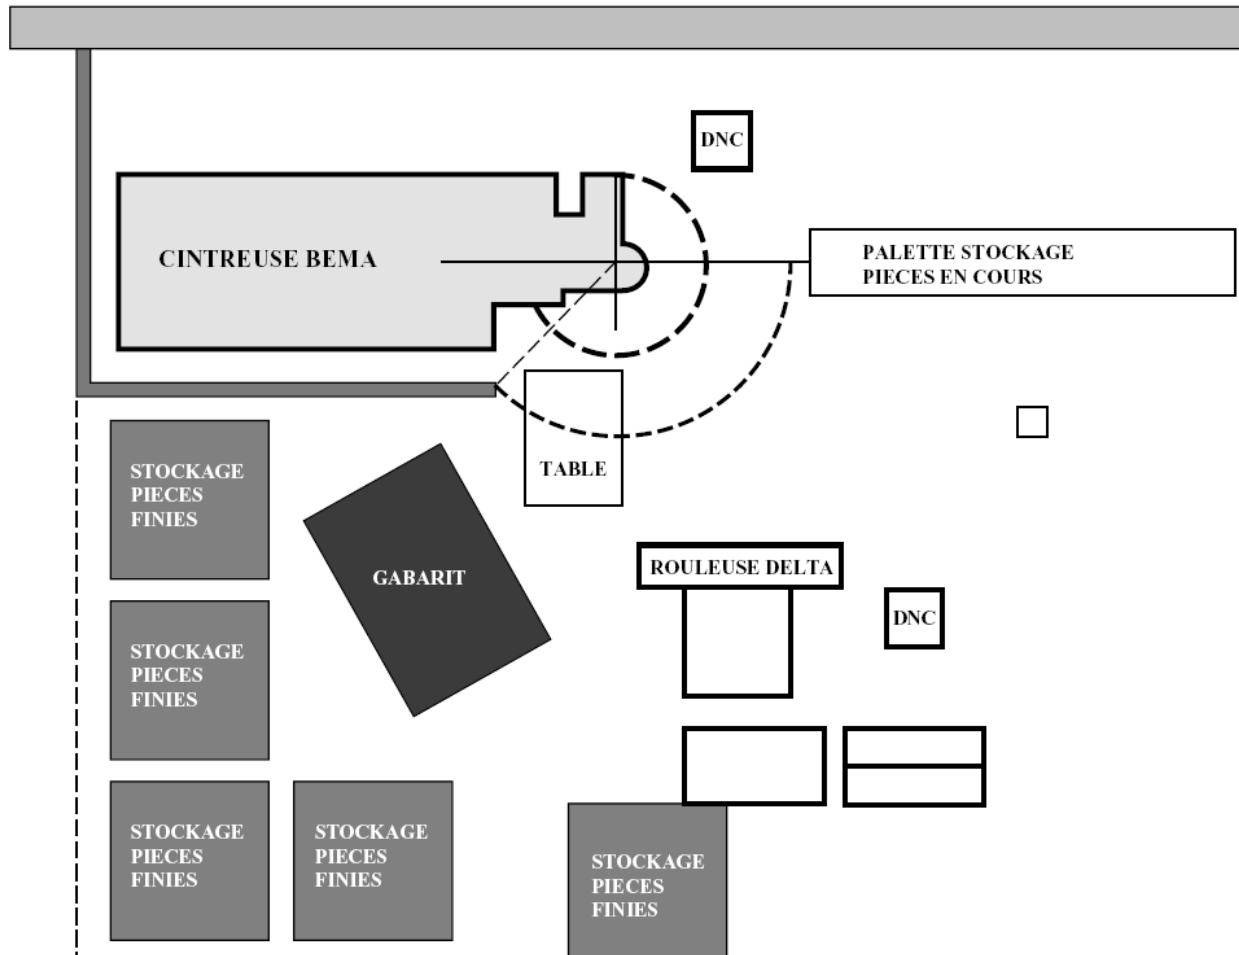 DNC
CINTREUSE BEMA
PALETTE STOCKAGE
PIECES EN COURS
STOCKAGE
PIECES
FINIES
TABLE
GABARIT
ROULEUSE DELTA
DNC
STOCKAGE
PIECES
FINIES
STOCKAGE
PIECES
FINIES
STOCKAGE
PIECES
FINIES
STOCKAGE
PIECES
FINIES